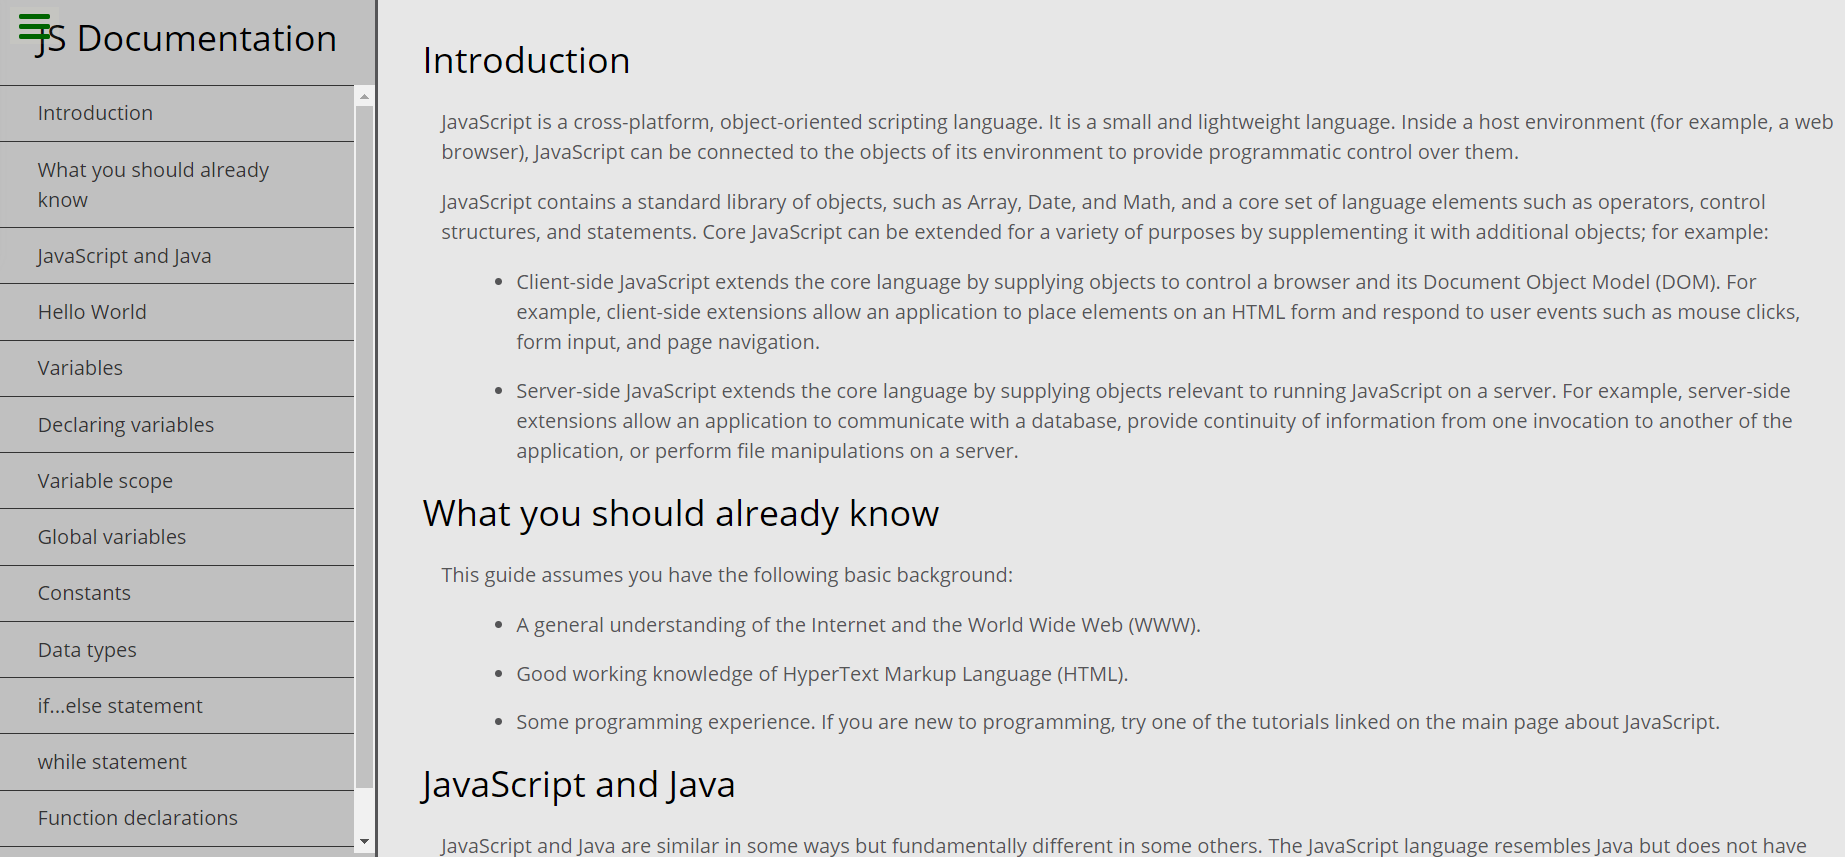 JS Documentation
Introduction
What you should already
know
JavaScript and Java
Hello World
Variables
Declaring variables
Variable scope
Global variables
Constants
Data types
if...else statement
while statement
Function declarations
Introduction
JavaScript is a cross-platform, object-oriented scripting language. It is a small and lightweight language. Inside a host environment (for example, a web
browser), JavaScript can be connected to the objects of its environment to provide programmatic control over them.
JavaScript contains a standard library of objects, such as Array, Date, and Math, and a core set of language elements such as operators, control
structures, and statements. Core JavaScript can be extended for a variety of purposes by supplementing it with additional objects; for example:
• Client-side JavaScript extends the core language by supplying objects to control a browser and its Document Object Model (DOM). For
example, client-side extensions allow an application to place elements on an HTML form and respond to user events such as mouse clicks,
form input, and page navigation.
• Server-side JavaScript extends the core language by supplying objects relevant to running JavaScript on a server. For example, server-side
extensions allow an application to communicate with a database, provide continuity of information from one invocation to another of the
application, or perform file manipulations on a server.
What you should already know
This guide assumes you have the following basic background:
• A general understanding of the Internet and the World Wide Web (WWW).
• Good working knowledge of HyperText Markup Language (HTML).
• Some programming experience. If you are new to programming, try one of the tutorials linked on the main page about JavaScript.
JavaScript and Java
JavaScript and Java are similar in some ways but fundamentally different in some others. The JavaScript language resembles Java but does not have